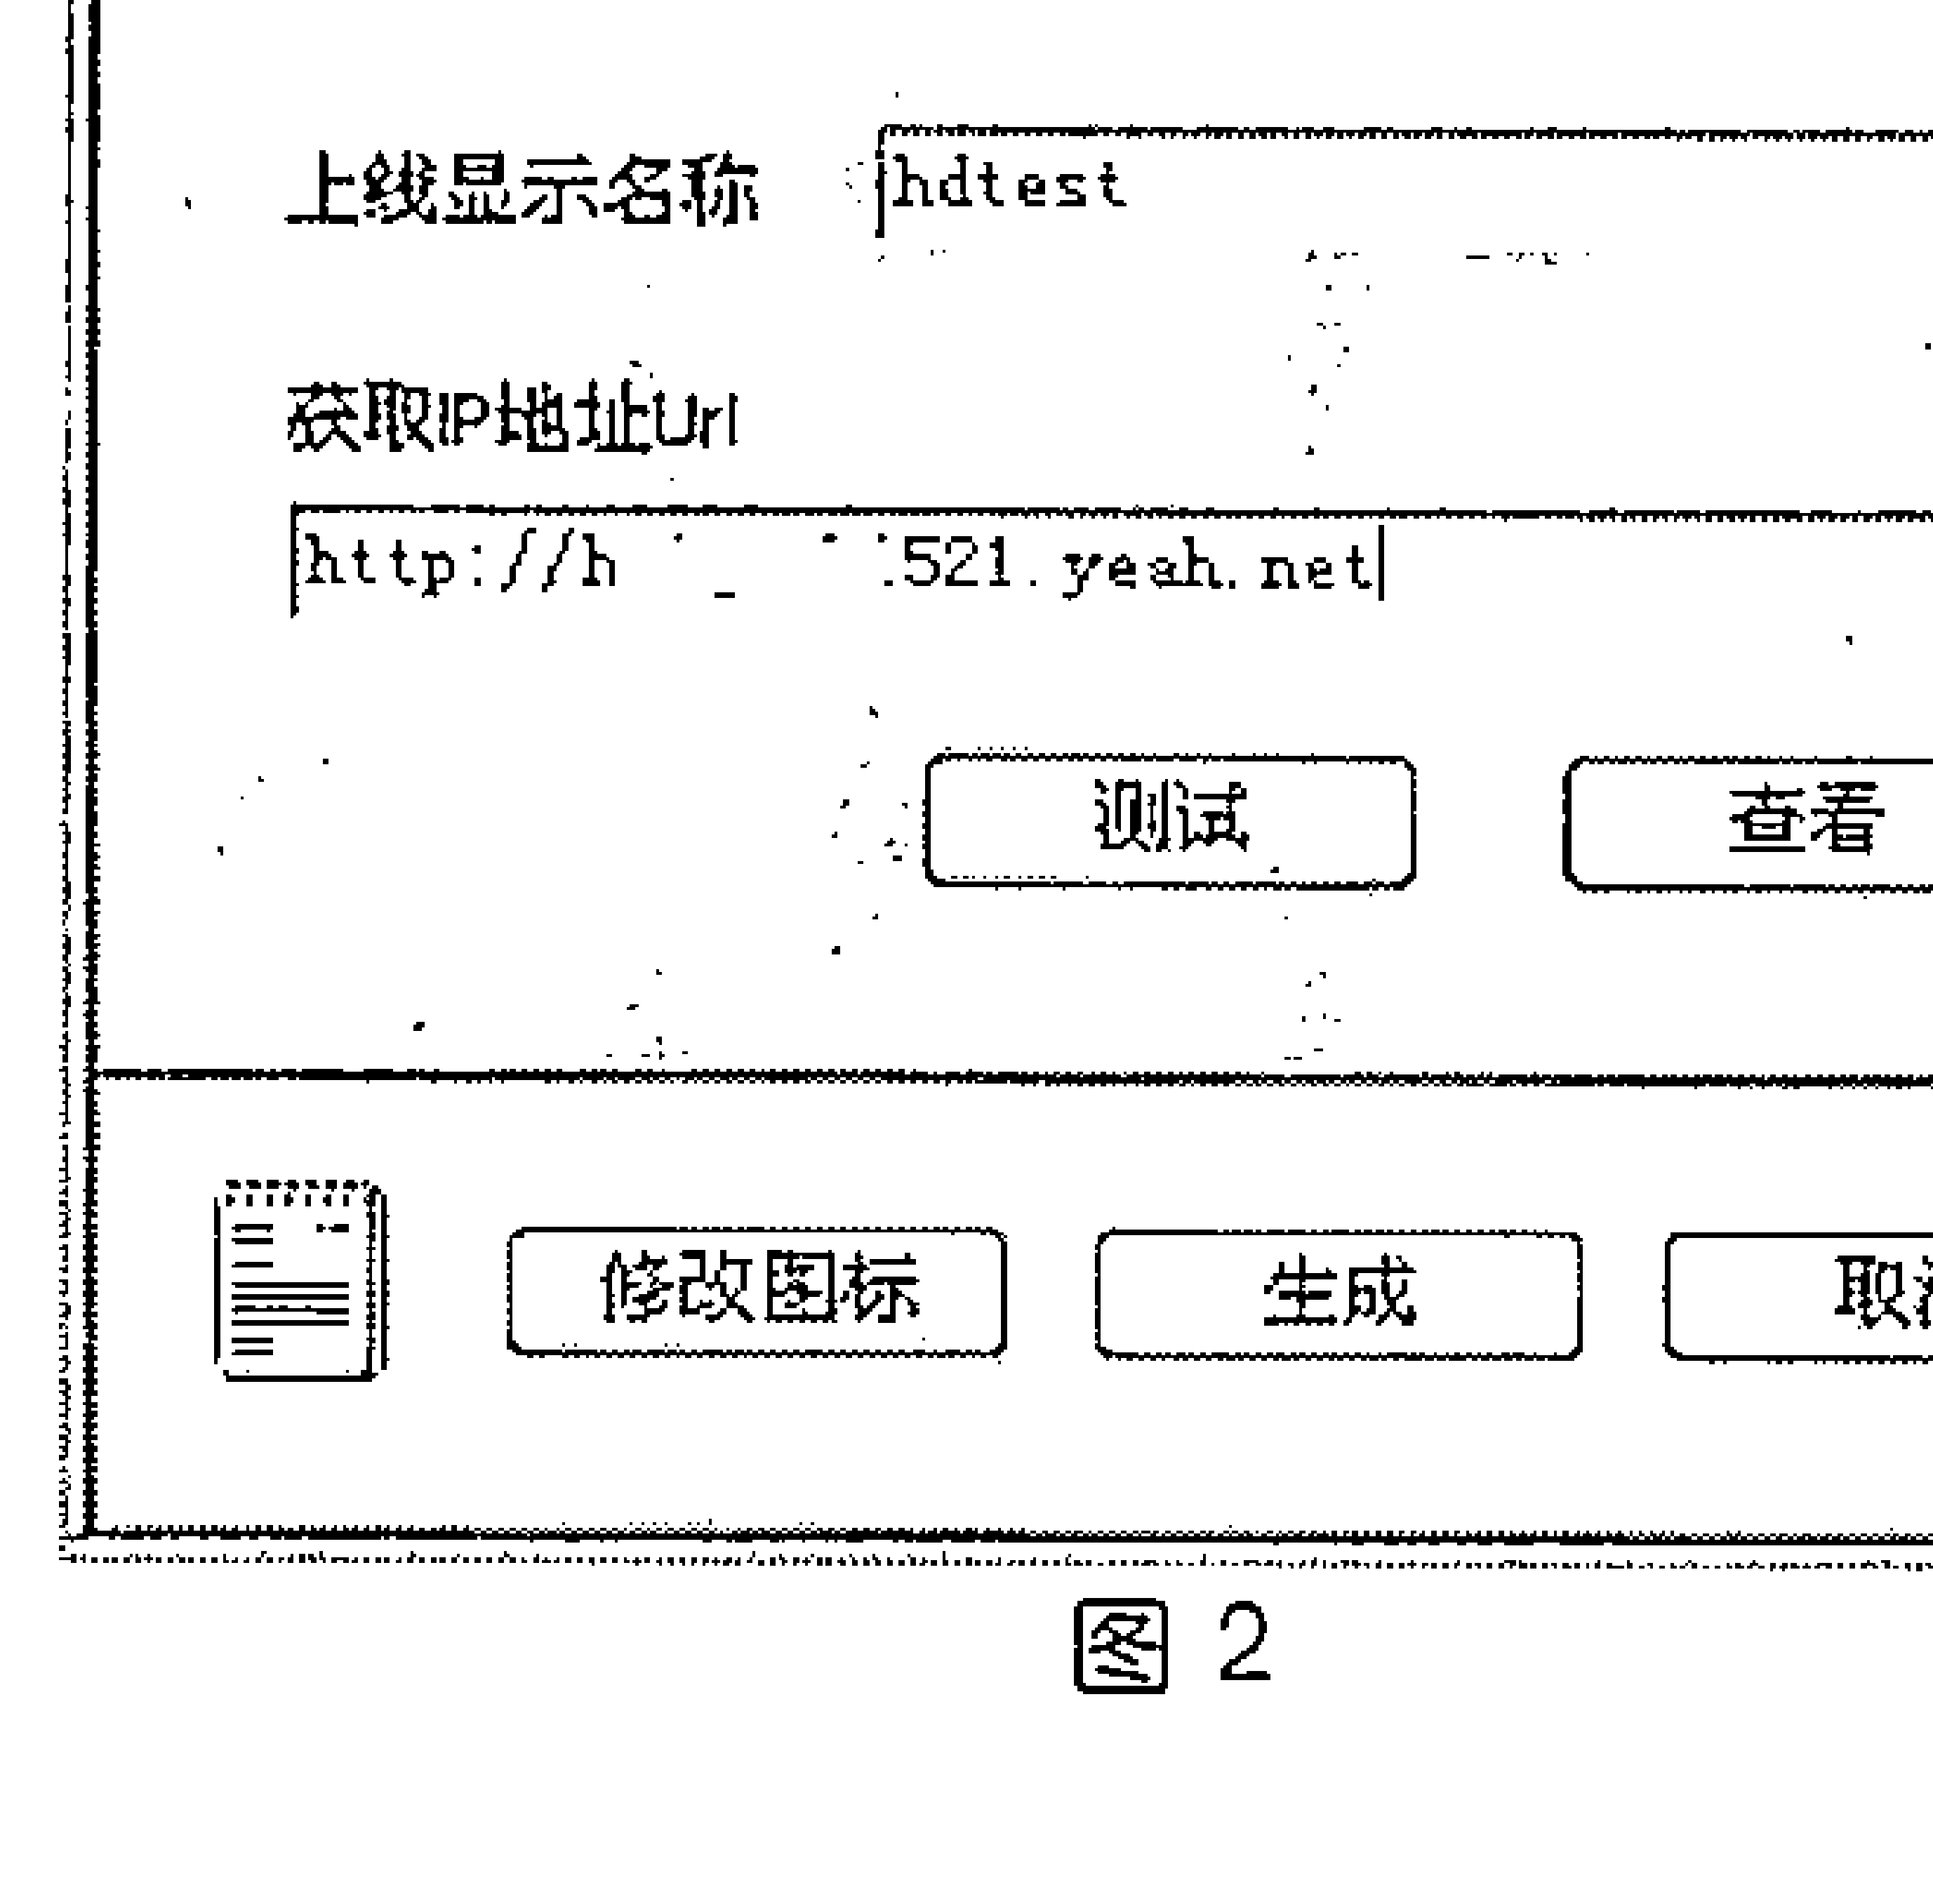 上线显示名称 hdtest
获取IP地址Url
http://h .521.yeah.net
测试 查看
修改图标 生成 取
图 2